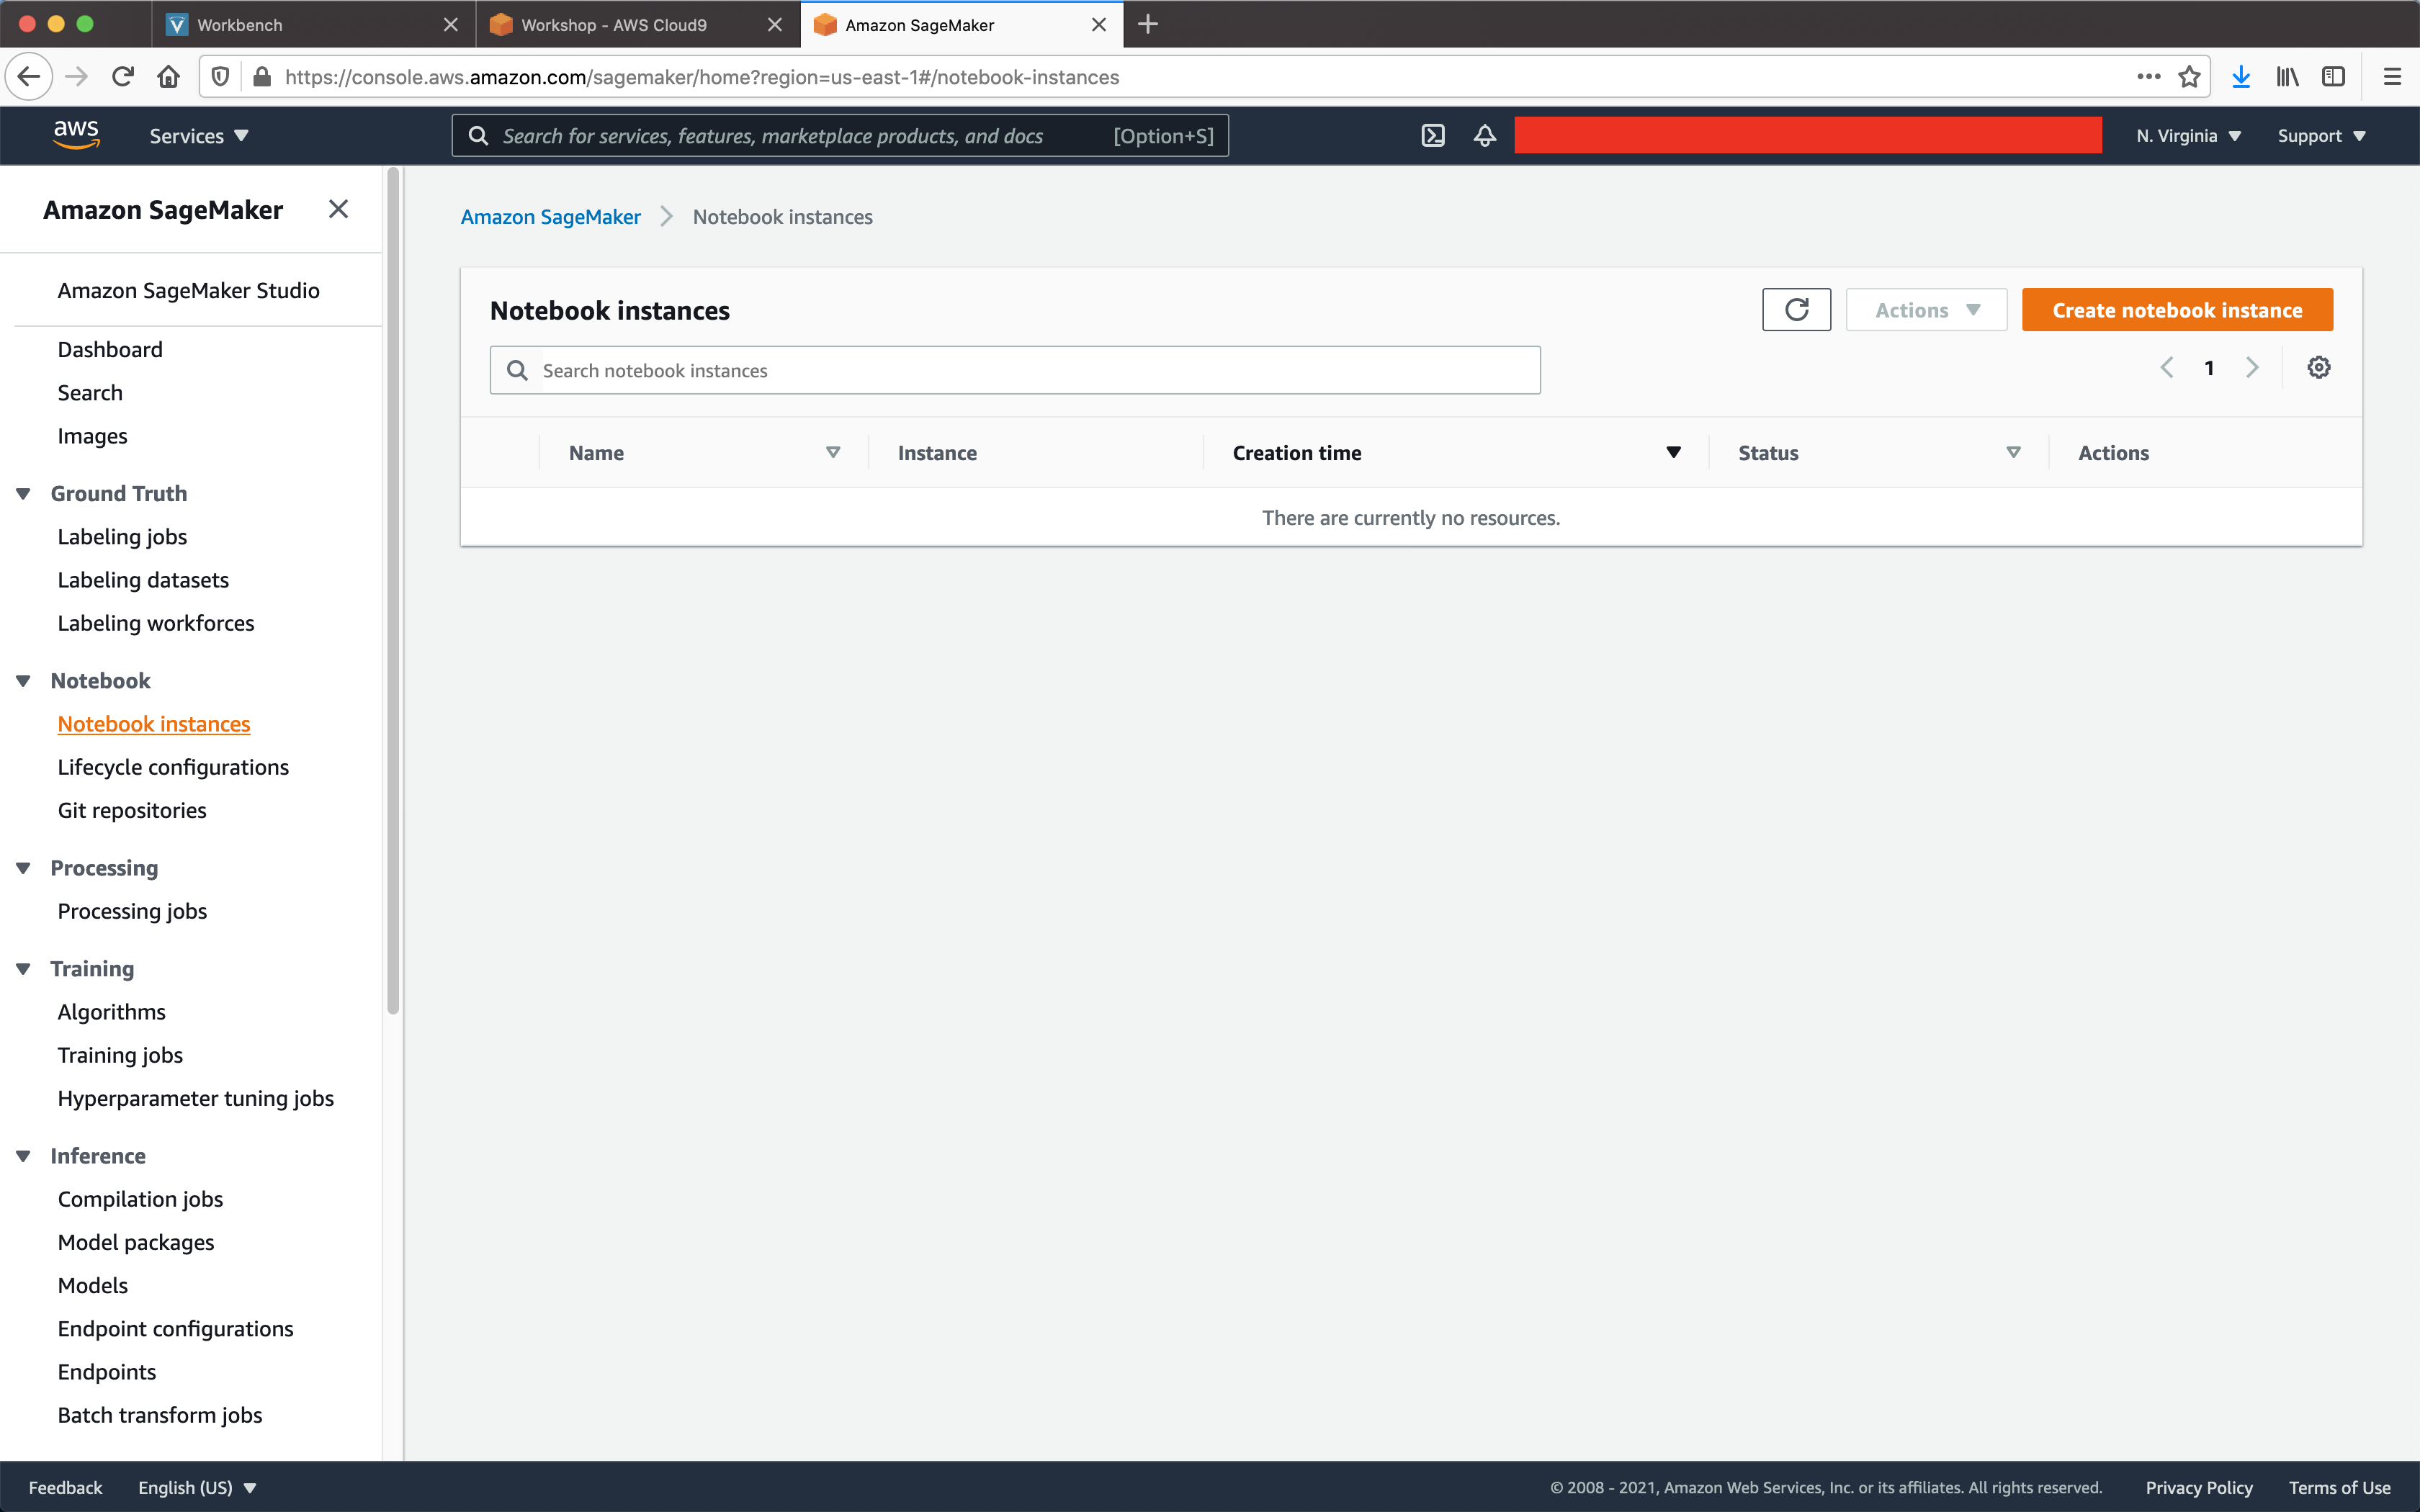 Workbench
Workshop - AWS Cloud9
Amazon SageMaker
https://console.aws.amazon.com/sagemaker/home?region=us-east-1#/notebook-instances
aws
Services
Search for services, features, marketplace products, and docs [Option+S]
N. Virginia
Support
Amazon SageMaker
Amazon SageMaker Studio
Dashboard
Search
Images
Ground Truth
Labeling jobs
Labeling datasets
Labeling workforces
Notebook
Notebook instances
Lifecycle configurations
Git repositories
Processing
Processing jobs
Training
Algorithms
Training jobs
Hyperparameter tuning jobs
Inference
Compilation jobs
Model packages
Models
Endpoint configurations
Endpoints
Batch transform jobs
Amazon SageMaker > Notebook instances
Notebook instances
Actions
Create notebook instance
Search notebook instances
1
Name Instance Creation time Status Actions
There are currently no resources.
Feedback
English (US)
© 2008 - 2021, Amazon Web Services, Inc. or its affiliates. All rights reserved.
Privacy Policy
Terms of Use